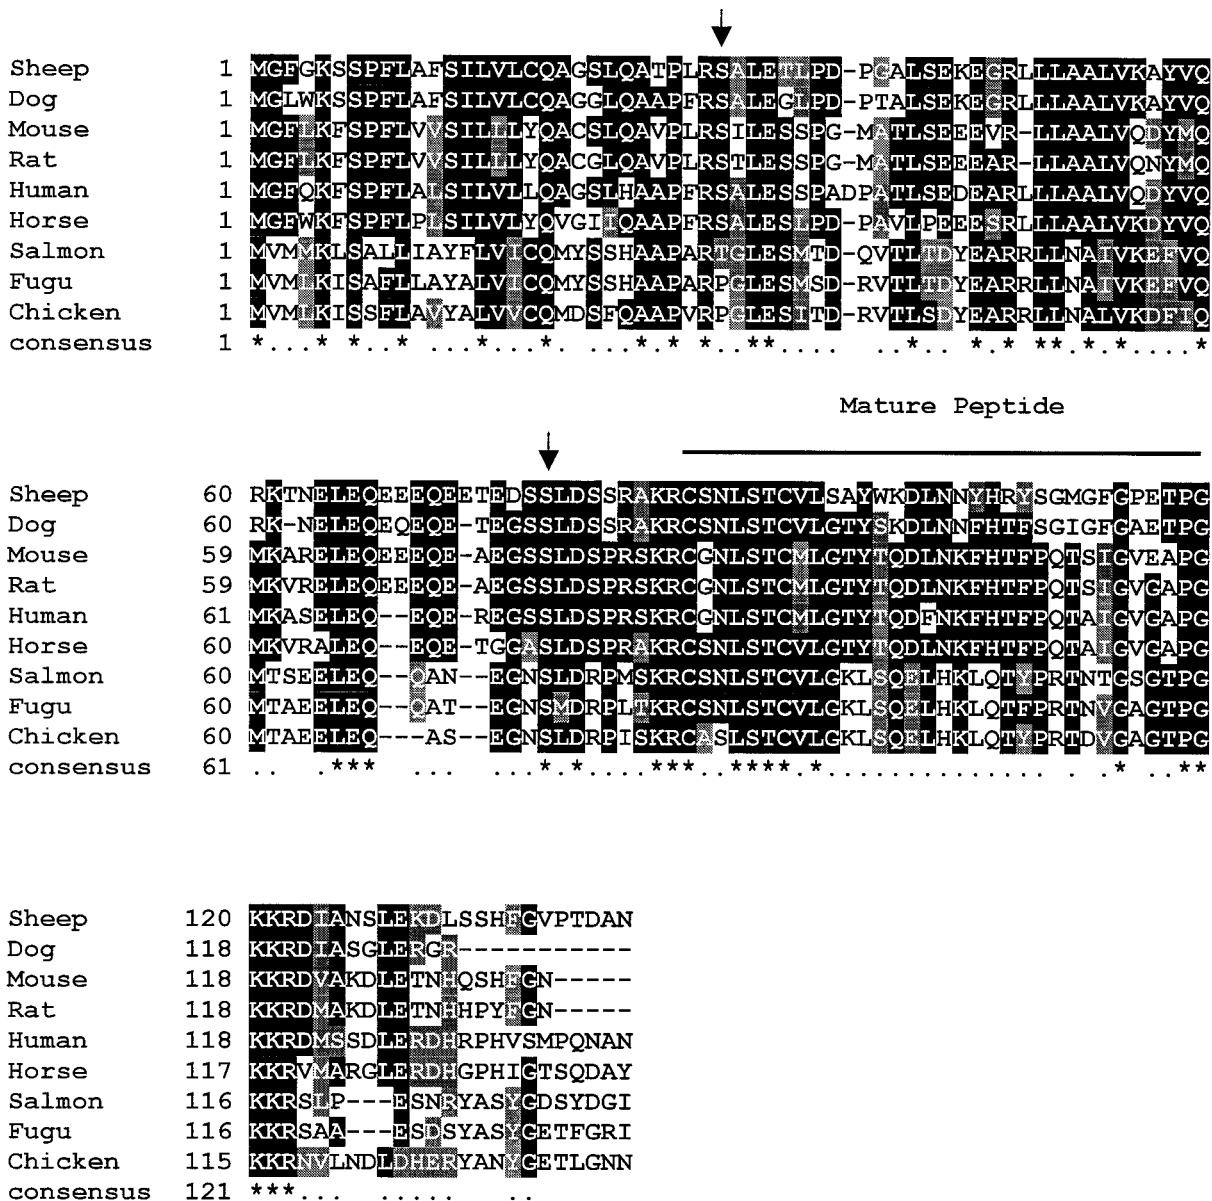 Sheep 1 MGFGKSSPFLAFSILVLCQAGSLQATPLRSALETLPD-PGALSEKEGRLLLAALVKAYVQ
Dog 1 MGLWKSSPFLAFSILVLCQAGGLQAAPFRSALEGLPD-PTALSEKEGRLLLAALVKAYVQ
Mouse 1 MGFLKFSPFLVVSILLLYQACSLQAVPLRSILESSPG-MATLSEEEVR-LLAALVQDYMQ
Rat 1 MGFLKFSPFLVVSILLLYQACGLQAVPLRSTLESSPG-MATLSEEEAR-LLAALVQNYMQ
Human 1 MGFQKFSPFLALSILVLLQAGSLHAAPFRSALESSPADPATLSEDEARLLLAALVQDYVQ
Horse 1 MGFWKFSPFLPLSILVLYQVGIIQAAPFRSALESLPD-PAVLPEEESRLLLAALVKDYVQ
Salmon 1 MVMMKLSALLIAYFLVICQMYSSHAAPARTGLESMTD-QVTLTDYEARRLLNAIVKEFVQ
Fugu 1 MVMLKISAFLLAYALVICQMYSSHAAPARPGLESMSD-RVTLTDYEARRLLNAIVKEFVQ
Chicken 1 MVMLKISSFLAVYALVVCQMDSFQAAPVRPGLESITD-RVTLSDYEARRLLNALVKDFIQ
consensus 1 *...*.*..* ... *...*. ...*.*.*..**.... ..*.. *.*.**.*.*....*
Mature Peptide
Sheep 60 RKTNELEQEEEQEETEDSSLDSSRAKRCSNLSTCVLSAYWKDLNNYHRYSGMGFGPETPG
Dog 60 RK-NELEQEQEQE-TEGSSLDSSRAKRCSNLSTCVLGTYSKDLNNFHTFSGIGFGAETPG
Mouse 59 MKARELEQEEEQE-AEGSSLDSPRSKRCGNLSTCMLGTYTQDLNKFHTFPQTSIGVEAPG
Rat 59 MKVRELEQEEEQE-AEGSSLDSPRSKRCGNLSTCMLGTYTQDLNKFHTFPQTSIGVGAPG
Human 61 MKASELEQ--EQE-REGSSLDSPRSKRCGNLSTCMLGTYTQDFNKFHTFPQTAIGVGAPG
Horse 60 MKVRALEQ--EQE-TGGASLDSPRAKRCSNLSTCVLGTYTQDLNKFHTFPQTAIGVGAPG
Salmon 60 MTSEELEQ--QAN--EGNSLDRPMSKRCSNLSTCVLGKLSQELHKLQTYPRTNTGSGTPG
Fugu 60 MTAEELEQ--QAT--EGNSMDRPLTKRCSNLSTCVLGKLSQELHKLQTFPRTNVGAGTPG
Chicken 60 MTAEELEQ---AS--EGNSLDRPISKRCASLSTCVLGKLSQELHKLQTYPRTDVGAGTPG
consensus 61 .. .*** ... ..*.*....***..****.*.............. . .*. ..**
Sheep 120 KKRDIANSLEKDLSSHFGVPTDAN
Dog 118 KKRDIASGLERGR-----------
Mouse 118 KKRDVAKDLETNHQSHFGN-----
Rat 118 KKRDMAKDLETNHHPYFGN-----
Human 118 KKRDMSSDLERDHRPHVSMPQNAN
Horse 117 KKRVMARGLERDHGPHIGTSQDAY
Salmon 116 KKRSLP---ESNRYASYGDSYDGI
Fugu 116 KKRSAA---ESDSYASYGETFGRI
Chicken 115 KKRNVLNDLDHERYANYGETLGNN
consensus 121 ***... ..... ..